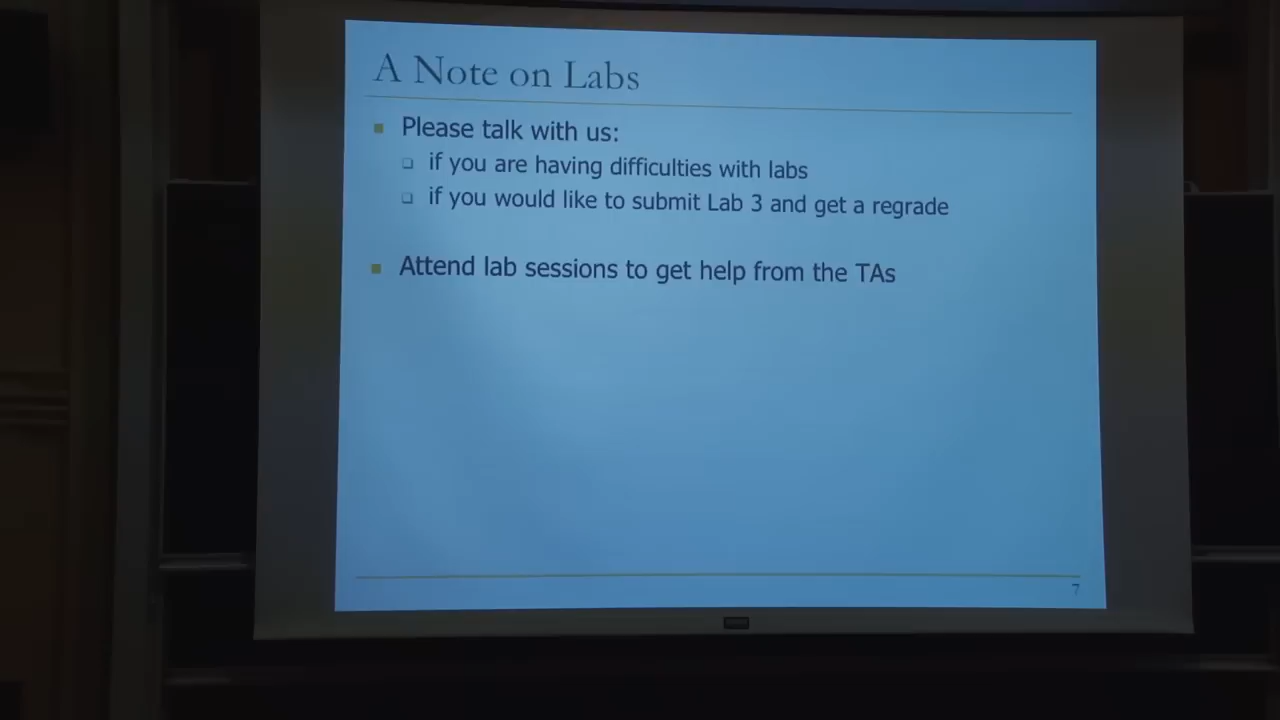 A Note on Labs
Please talk with us:
if you are having difficulties with labs
if you would like to submit Lab 3 and get a regrade
Attend lab sessions to get help from the TAs
7